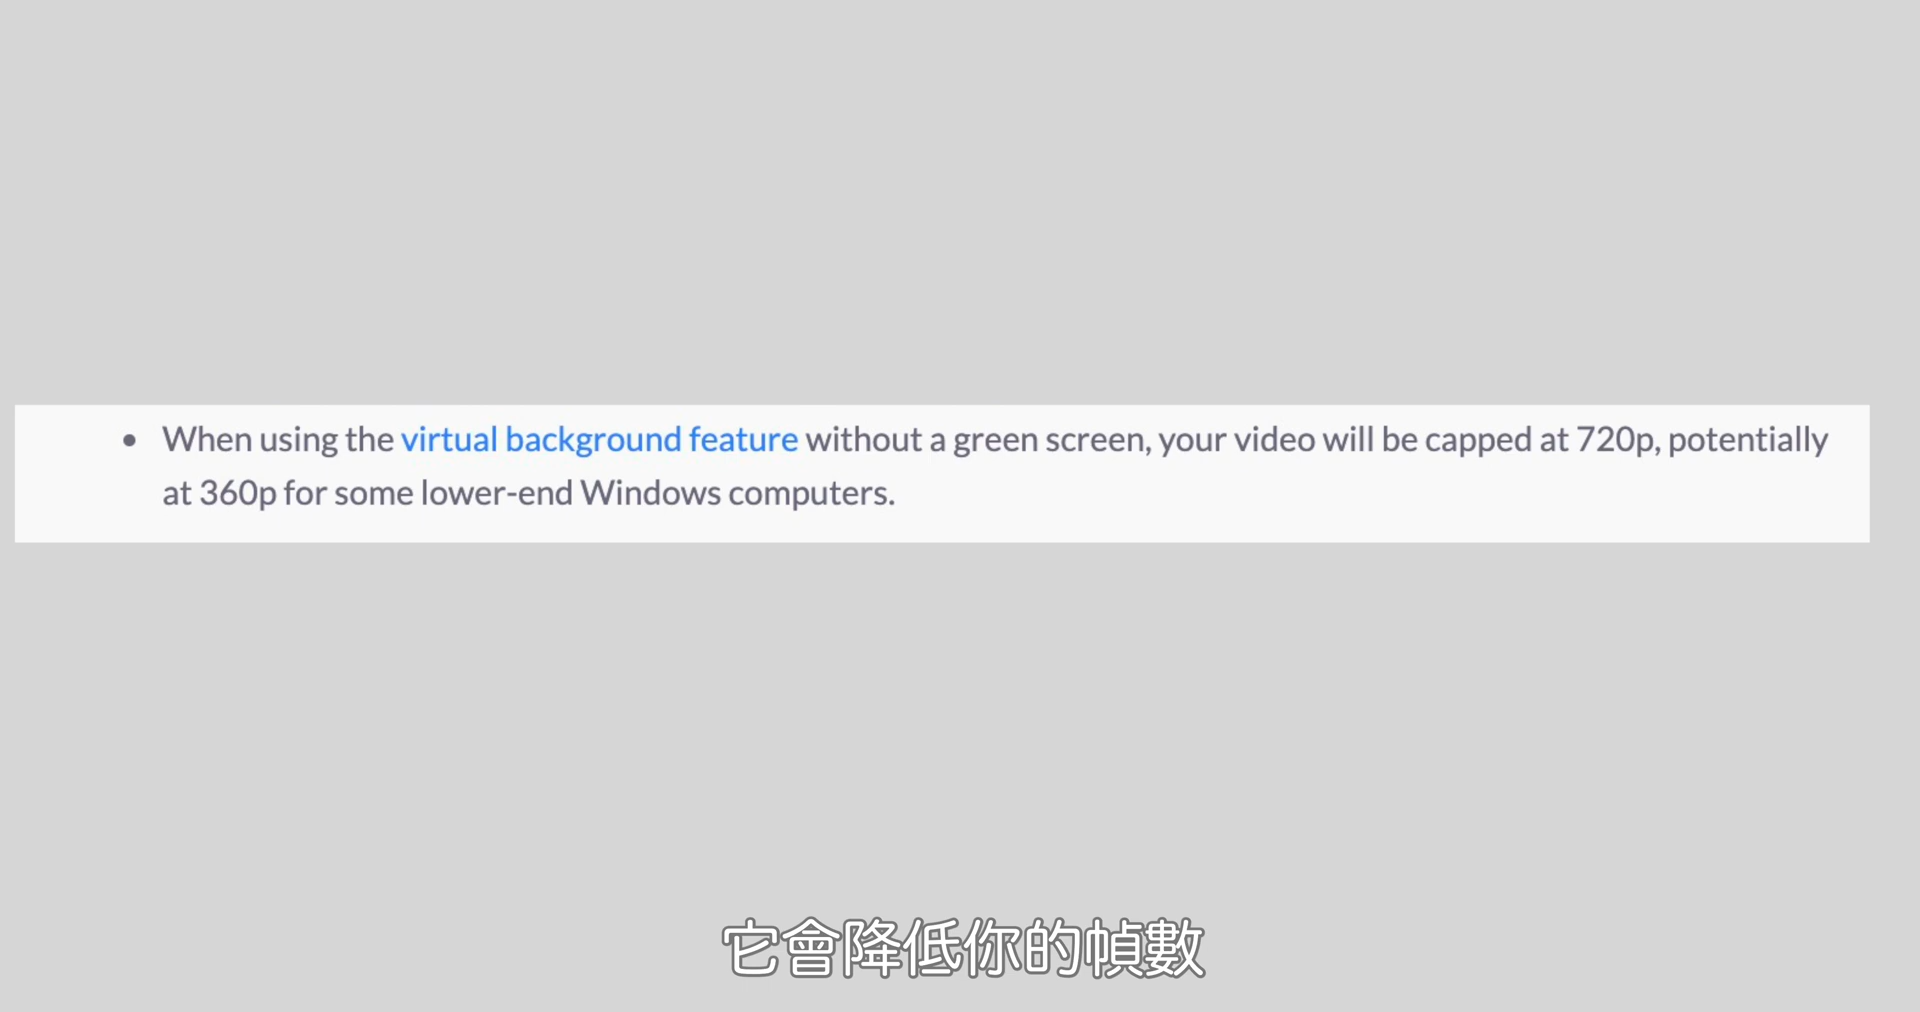 • When using the virtual background feature without a green screen, your video will be capped at 720p, potentially
at 360p for some lower-end Windows computers.
它會降低你的幀數